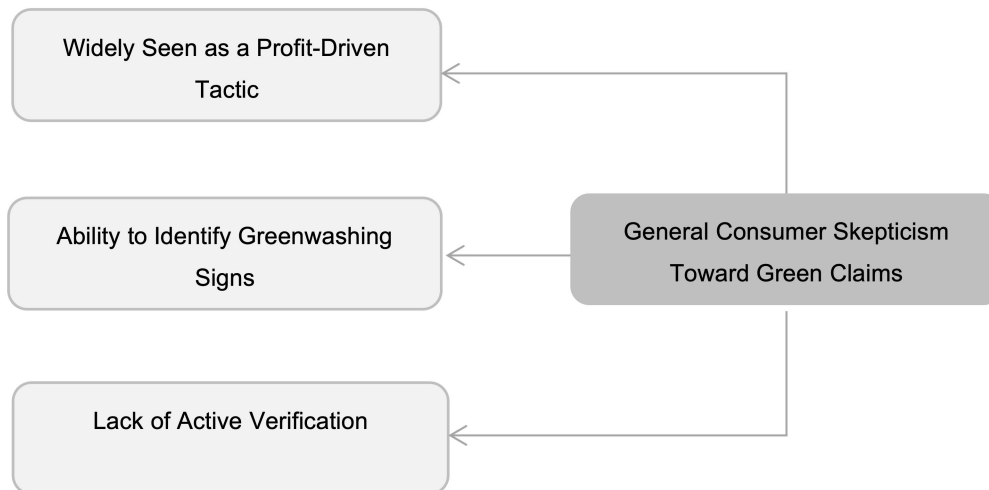 Widely Seen as a Profit-Driven
Tactic
Ability to Identify Greenwashing
Signs
General Consumer Skepticism
Toward Green Claims
Lack of Active Verification